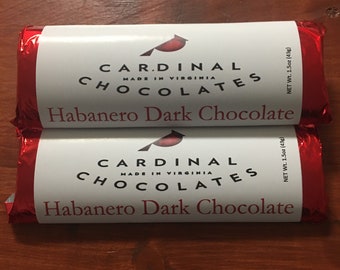 CARDINAL
MADE IN VIRGINIA
CHOCOLATES
Habanero Dark Chocolate
NET Wt. 1.5oz (43g)
CARDINAL
MADE IN VIRGINIA
CHOCOLATES
Habanero Dark Chocolate
NET Wt. 1.5oz (43g)